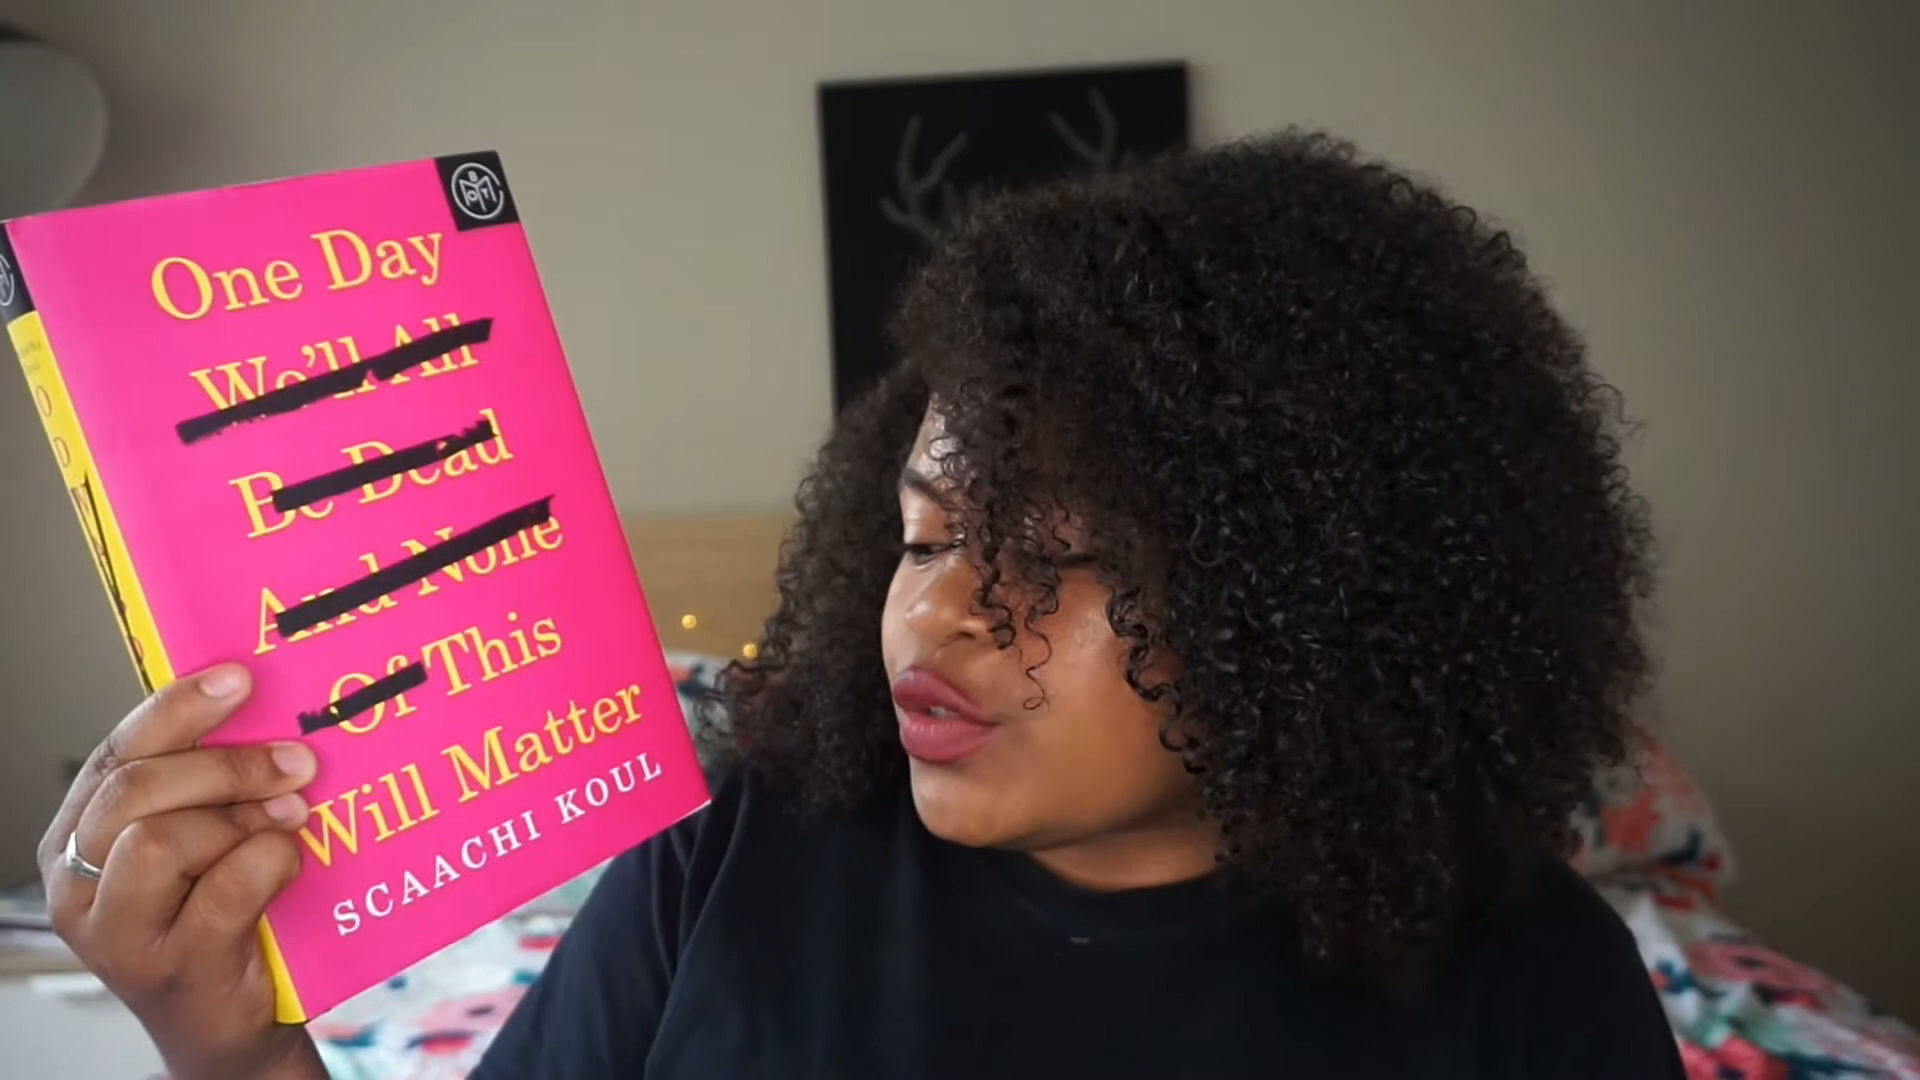 One Day
We'll All
Be Dead
And None
Of This
Will Matter
SCAACHI KOUL